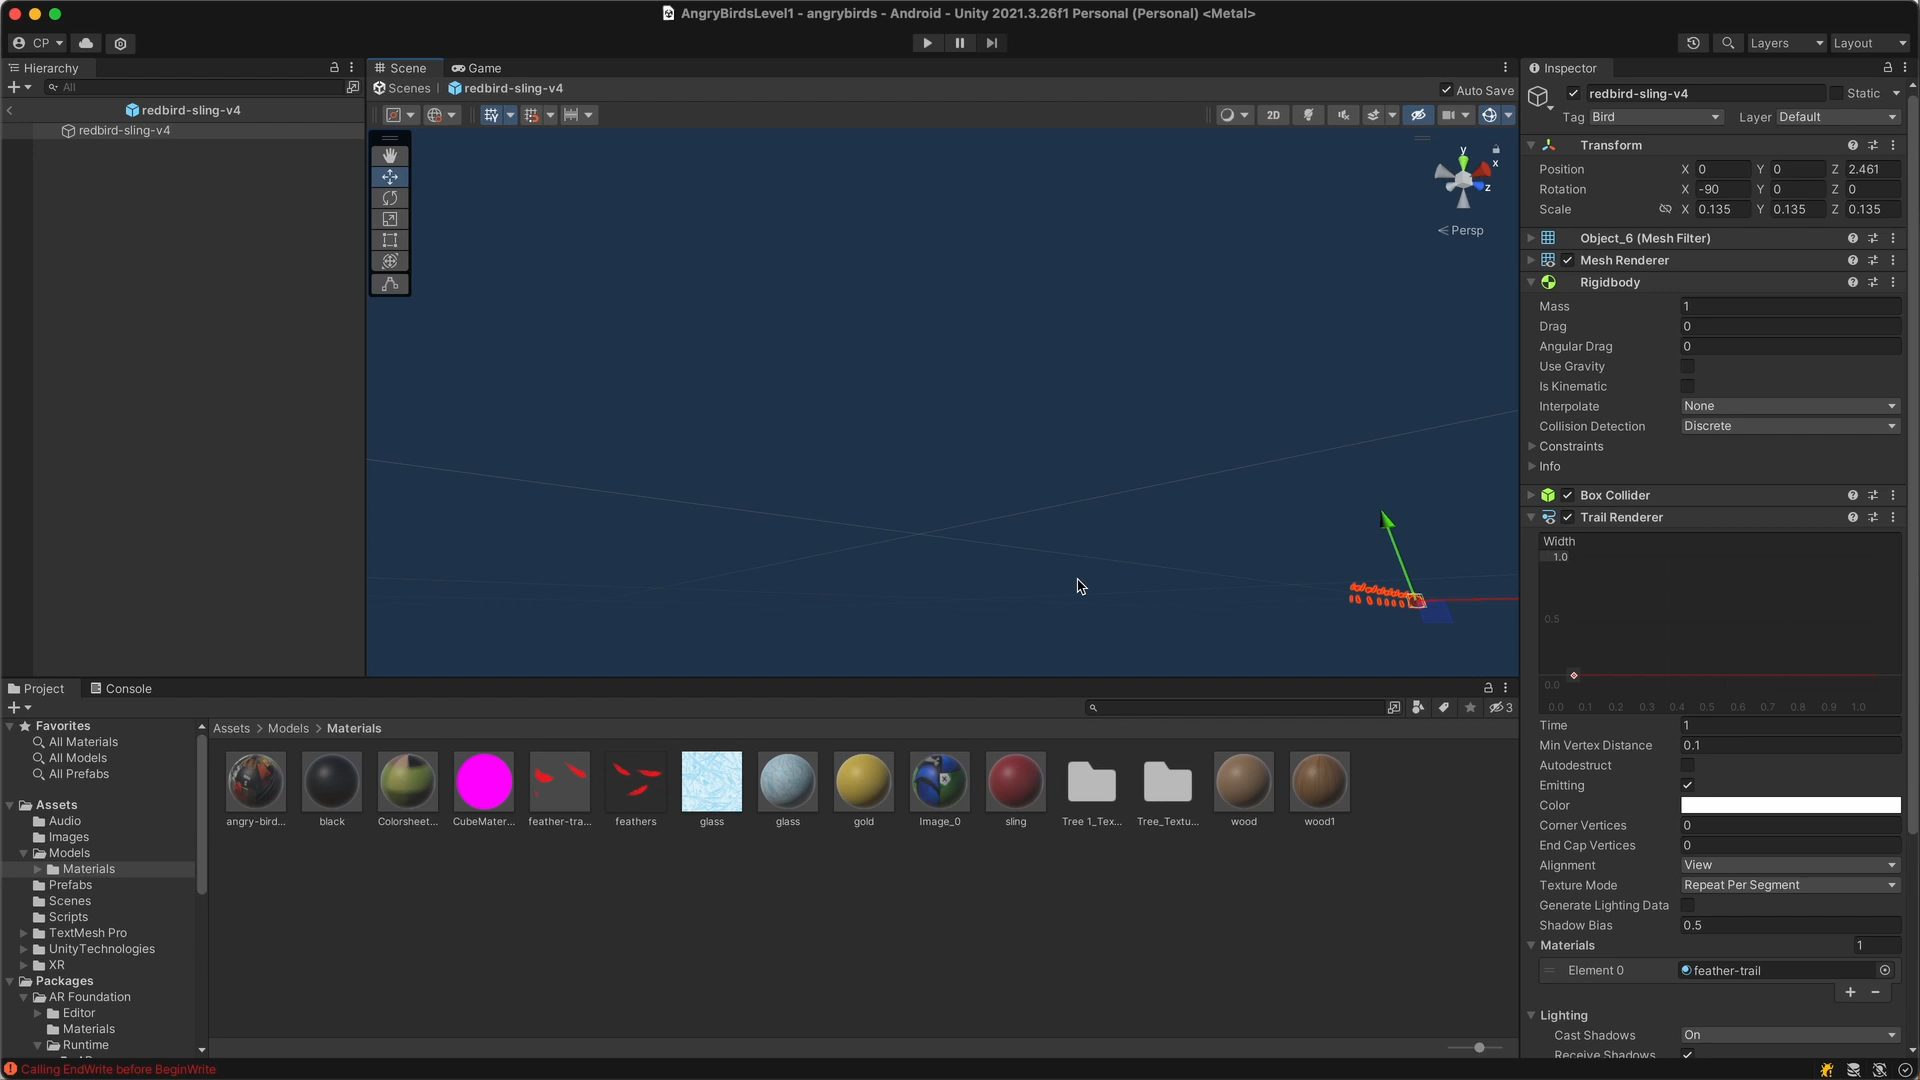 AngryBirdsLevel1 - angrybirds - Android - Unity 2021.3.26f1 Personal (Personal) <Metal>
CP
Layers
Layout
Hierarchy
All
redbird-sling-v4
redbird-sling-v4
Scene
Game
Scenes
redbird-sling-v4
Auto Save
2D
y
x
z
Persp
Inspector
redbird-sling-v4
Static
Tag Bird
Layer Default
Transform
Position X 0 Y 0 Z 2.461
Rotation X -90 Y 0 Z 0
Scale X 0.135 Y 0.135 Z 0.135
Object_6 (Mesh Filter)
Mesh Renderer
Rigidbody
Mass 1
Drag 0
Angular Drag 0
Use Gravity
Is Kinematic
Interpolate None
Collision Detection Discrete
Constraints
Info
Box Collider
Trail Renderer
Width
1.0
0.5
0.0
0.0 0.1 0.2 0.3 0.4 0.5 0.6 0.7 0.8 0.9 1.0
Time 1
Min Vertex Distance 0.1
Autodestruct
Emitting
Color
Corner Vertices 0
End Cap Vertices 0
Alignment View
Texture Mode Repeat Per Segment
Generate Lighting Data
Shadow Bias 0.5
Materials 1
Element 0 feather-trail
Lighting
Cast Shadows On
Receive Shadows
Project
Console
3
Favorites
All Materials
All Models
All Prefabs
Assets
Audio
Images
Models
Materials
Prefabs
Scenes
Scripts
TextMesh Pro
UnityTechnologies
XR
Packages
AR Foundation
Editor
Materials
Runtime
Assets > Models > Materials
angry-bird...
black
Colorsheet...
CubeMater...
feather-tra...
feathers
glass
glass
gold
Image_0
sling
Tree 1_Tex...
Tree_Textu...
wood
wood1
Calling EndWrite before BeginWrite